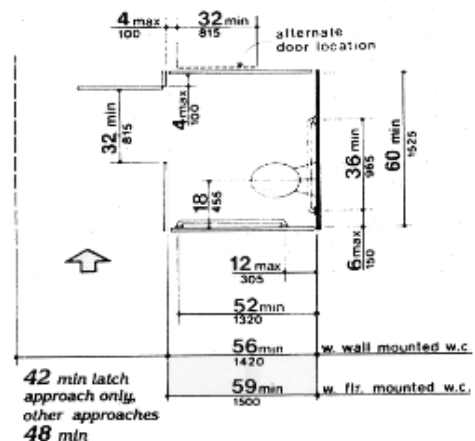 4 max
100
32 min
815
alternate
door location
32 min
815
4 max
100
36 min
965
60 min
1525
18
455
12 max
305
6 max
150
52 min
1320
56 min
1420
w. wall mounted w.c.
59 min
1500
w. flr. mounted w.c.
42 min latch
approach only,
other approaches
48 min